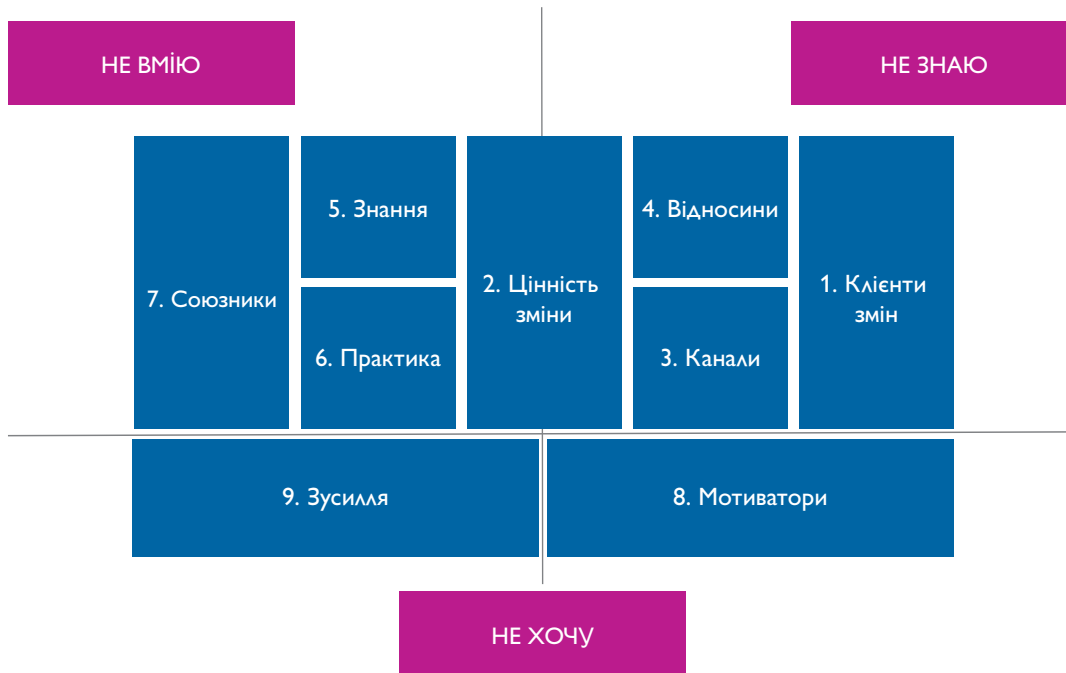 НЕ ВМІЮ
НЕ ЗНАЮ
7. Союзники
5. Знання
6. Практика
2. Цінність
зміни
4. Відносини
3. Канали
1. Клієнти
змін
9. Зусилля
8. Мотиватори
НЕ ХОЧУ